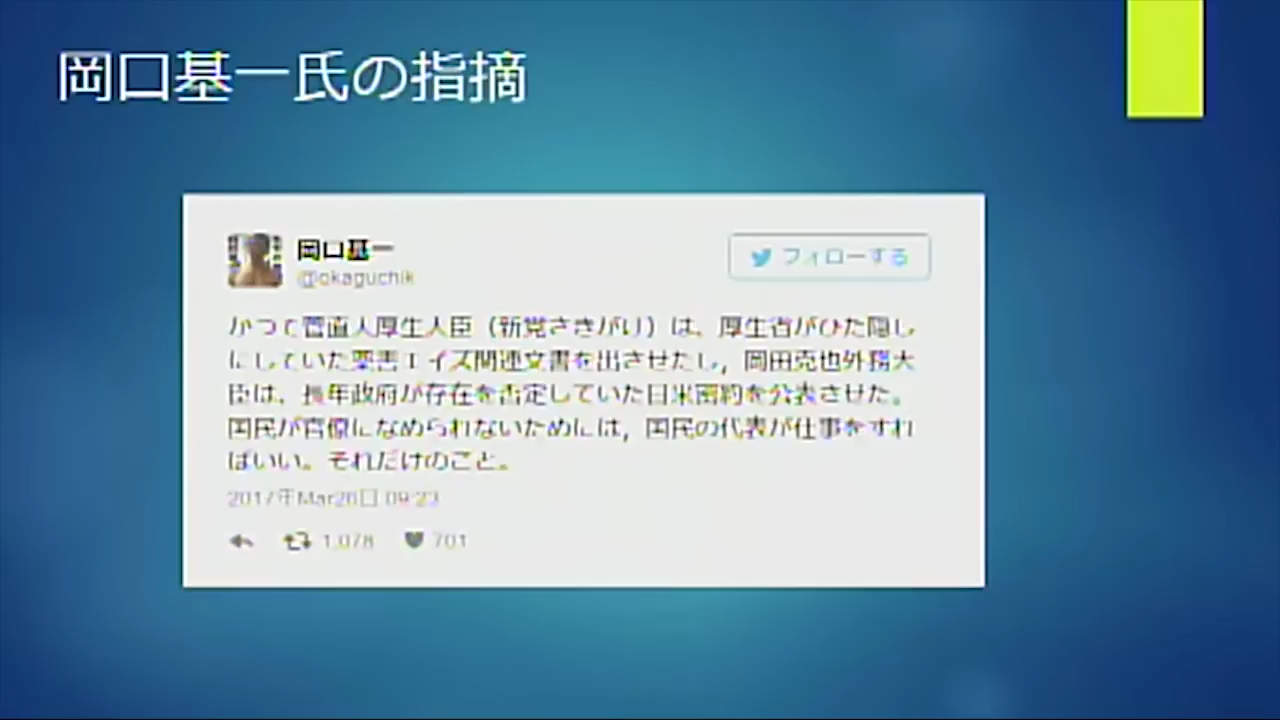 岡口基一氏の指摘
岡口基一
@okaguchik
フォローする
かつて菅直人厚生大臣（新党さきがけ）は、厚生省がひた隠し
にしていた薬害エイズ関連文書を出させたし，岡田克也外務大
臣は、長年政府が存在を否定していた日米密約を公表させた。
国民が官僚になめられないためには，国民の代表が仕事をすれ
ばいい。それだけのこと。
2017年Mar26日 09:23
1,078 701